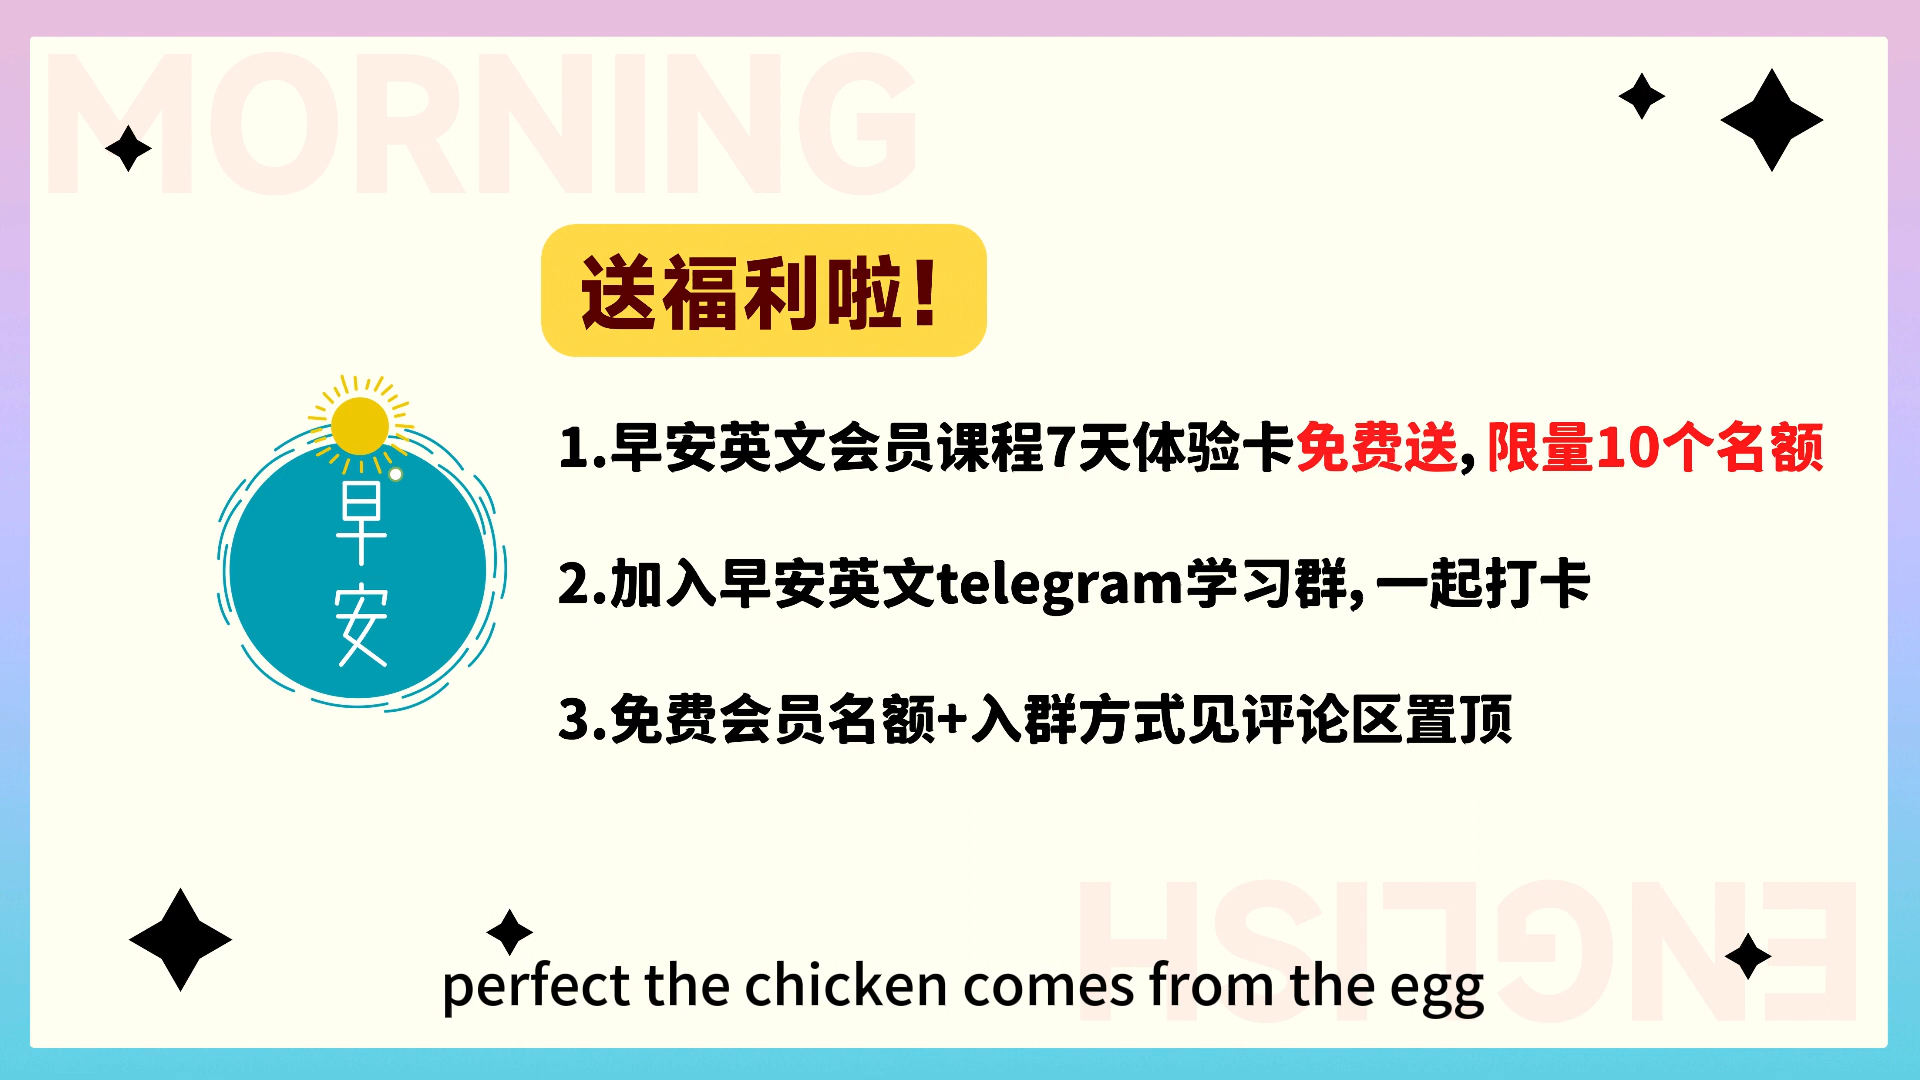 MORNING
送福利啦!
1.早安英文会员课程7天体验卡免费送, 限量10个名额
早安
2.加入早安英文telegram学习群, 一起打卡
3.免费会员名额+入群方式见评论区置顶
ENGLISH
perfect the chicken comes from the egg